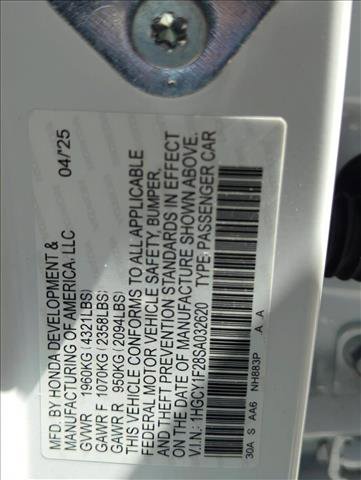 MFD. BY HONDA DEVELOPMENT & 04/'25
MANUFACTURING OF AMERICA, LLC
GVWR 1960KG (4321LBS)
GAWR F 1070KG (2358LBS)
GAWR R 950KG (2094LBS)
THIS VEHICLE CONFORMS TO ALL APPLICABLE
FEDERAL MOTOR VEHICLE SAFETY, BUMPER,
AND THEFT PREVENTION STANDARDS IN EFFECT
ON THE DATE OF MANUFACTURE SHOWN ABOVE.
V.I.N.: 1HGCY1F28SA032620 TYPE: PASSENGER CAR
30A S AA6 NH883P A A